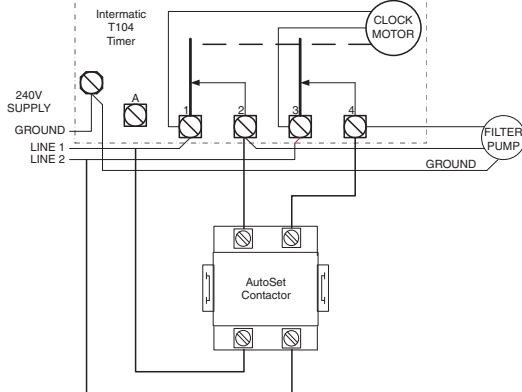 Intermatic
T104
Timer
CLOCK
MOTOR
240V
SUPPLY
A
1
2
3
4
GROUND
LINE 1
LINE 2
FILTER
PUMP
GROUND
AutoSet
Contactor